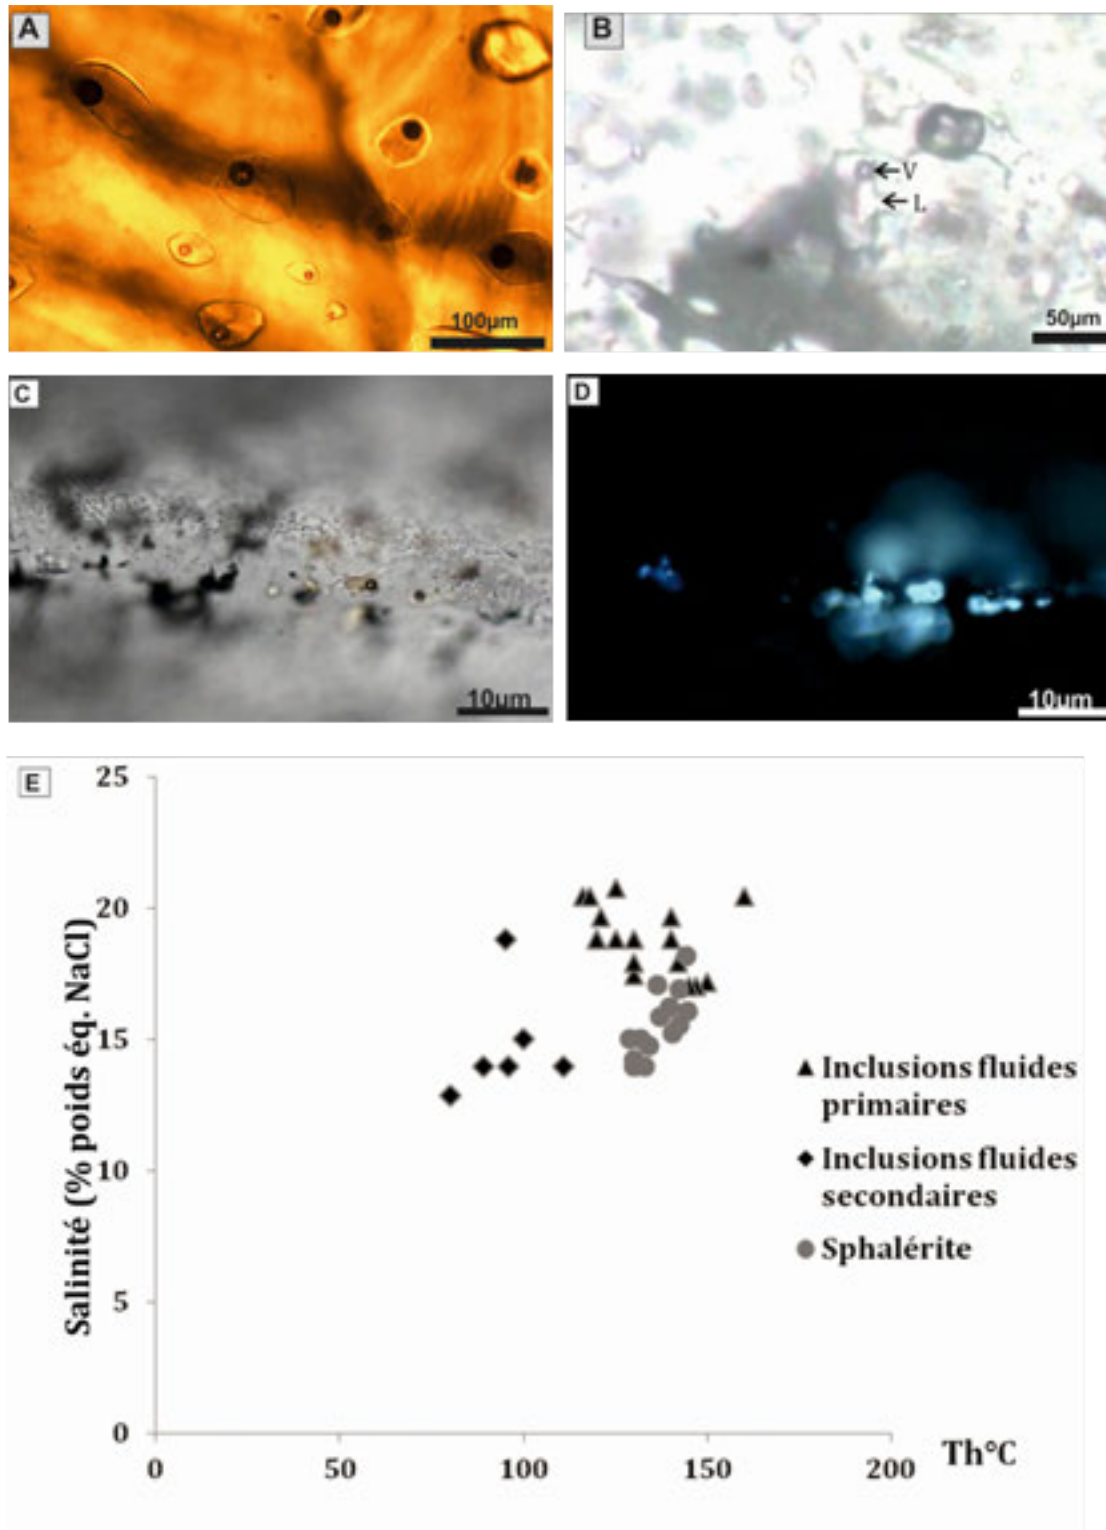 A
B
V
L
100µm
50µm
C
D
10µm
10µm
E
25
20
15
10
5
0
Salinité (% poids éq. NaCl)
0
50
100
150
200
Th°C
Inclusions fluides
primaires
Inclusions fluides
secondaires
Sphalérite